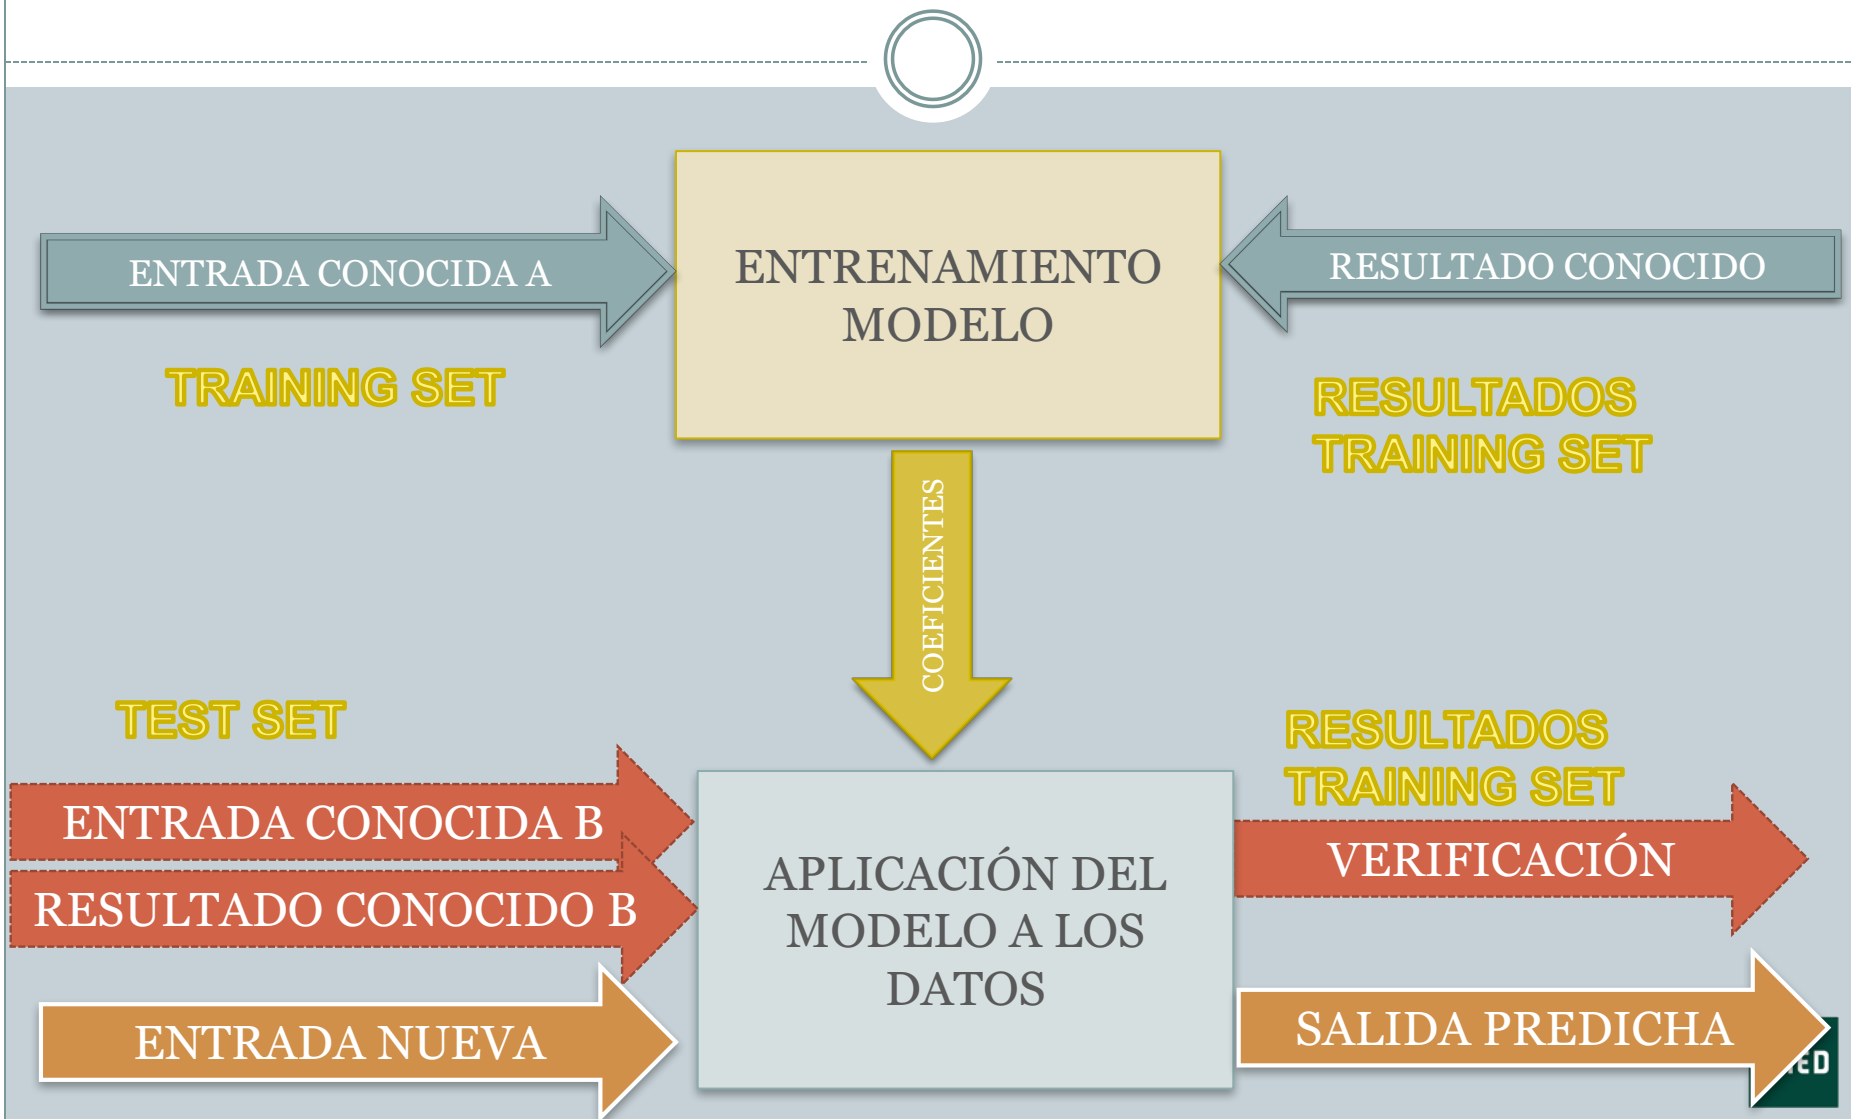 ENTRADA CONOCIDA A
ENTRENAMIENTO
MODELO
RESULTADO CONOCIDO
TRAINING SET
RESULTADOS
TRAINING SET
COEFICIENTES
TEST SET
RESULTADOS
TRAINING SET
ENTRADA CONOCIDA B
RESULTADO CONOCIDO B
APLICACIÓN DEL
MODELO A LOS
DATOS
VERIFICACIÓN
ENTRADA NUEVA
SALIDA PREDICHA